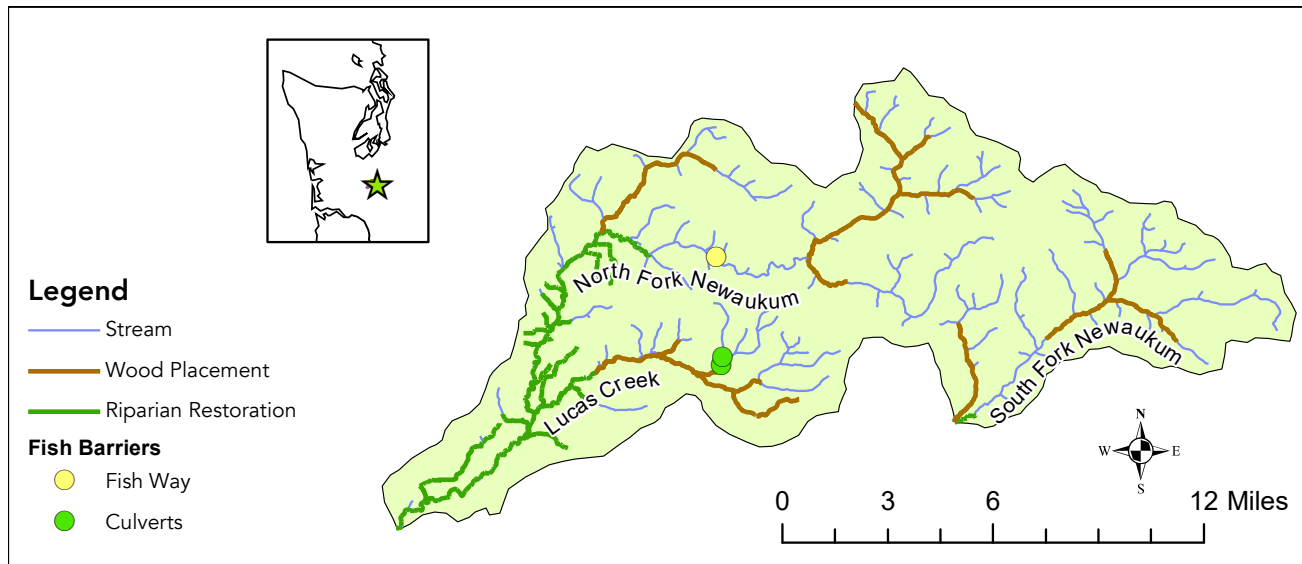 Legend
Stream
Wood Placement
Riparian Restoration
Fish Barriers
Fish Way
Culverts
North Fork Newaukum
Lucas Creek
South Fork Newaukum
N
W E
S
0 3 6 12 Miles